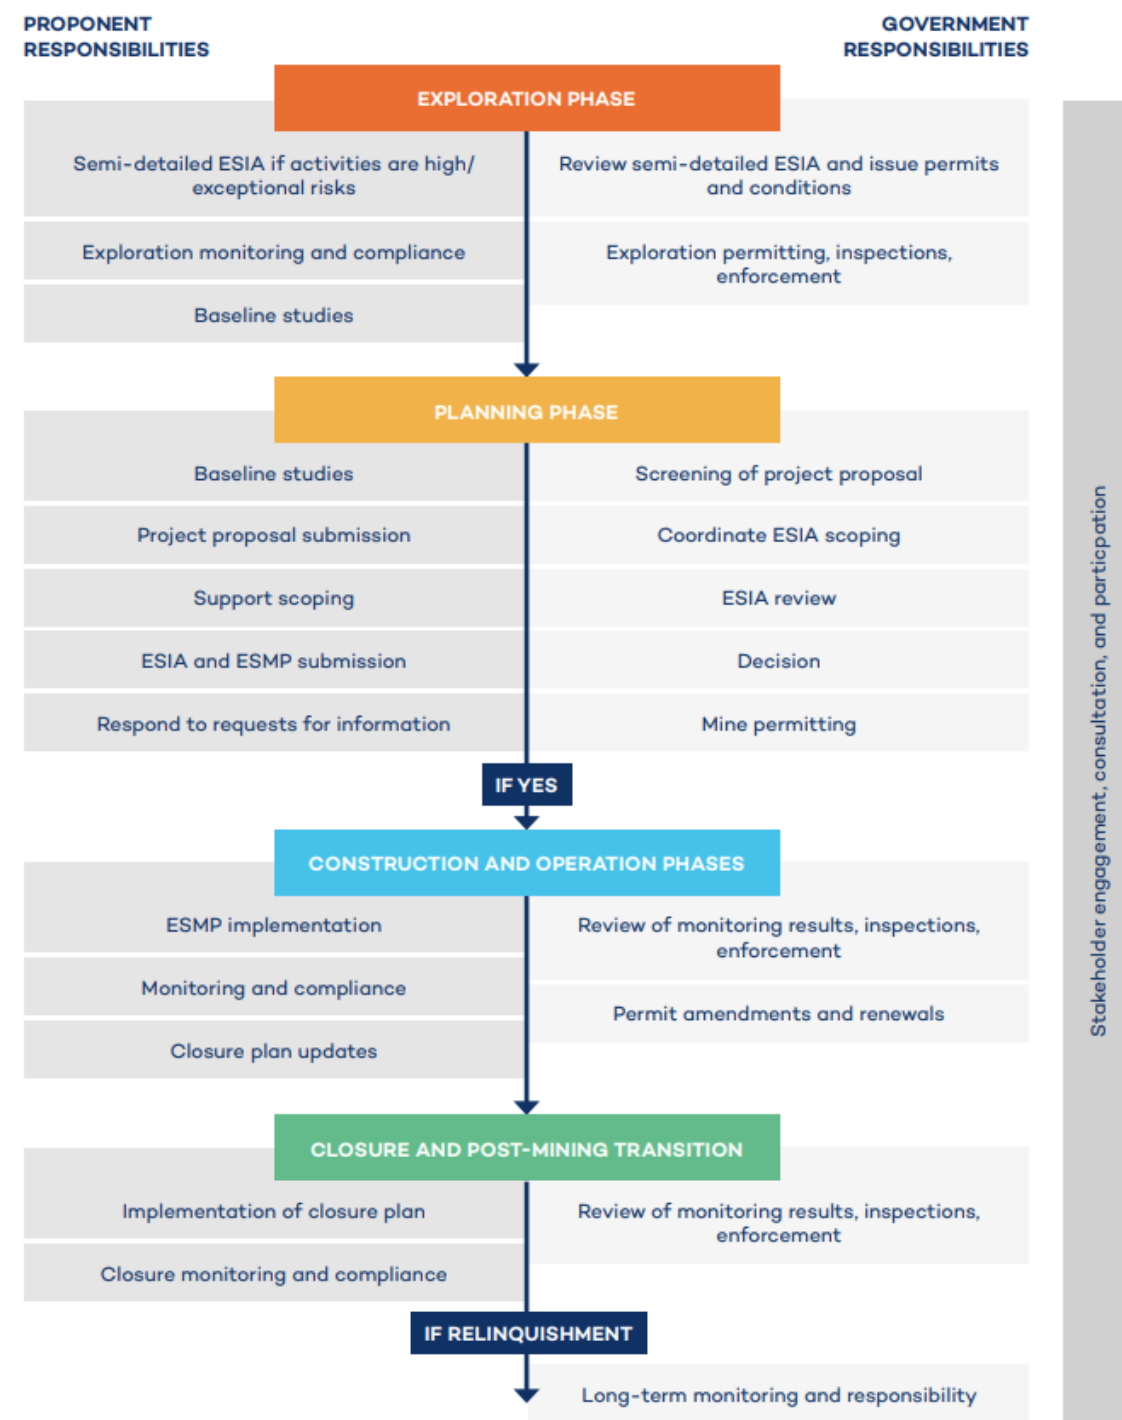 PROPONENT
RESPONSIBILITIES
GOVERNMENT
RESPONSIBILITIES
EXPLORATION PHASE
Semi-detailed ESIA if activities are high/
exceptional risks
Exploration monitoring and compliance
Baseline studies
Review semi-detailed ESIA and issue permits
and conditions
Exploration permitting, inspections,
enforcement
PLANNING PHASE
Baseline studies
Project proposal submission
Support scoping
ESIA and ESMP submission
Respond to requests for information
Screening of project proposal
Coordinate ESIA scoping
ESIA review
Decision
Mine permitting
IF YES
CONSTRUCTION AND OPERATION PHASES
ESMP implementation
Monitoring and compliance
Closure plan updates
Review of monitoring results, inspections,
enforcement
Permit amendments and renewals
CLOSURE AND POST-MINING TRANSITION
Implementation of closure plan
Closure monitoring and compliance
Review of monitoring results, inspections,
enforcement
IF RELINQUISHMENT
Long-term monitoring and responsibility
Stakeholder engagement, consultation, and particpation